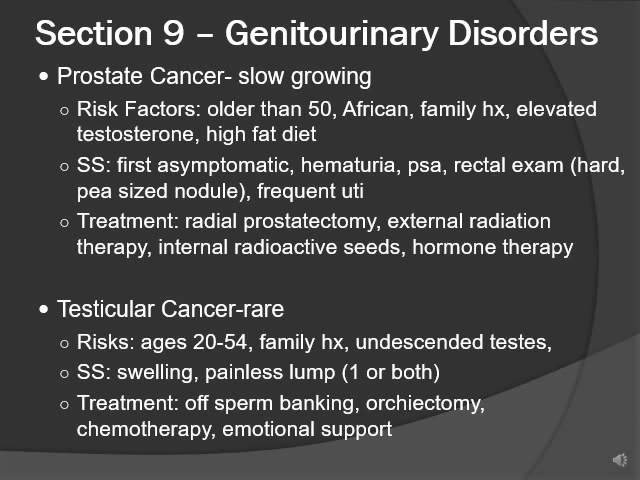 Section 9 – Genitourinary Disorders
• Prostate Cancer- slow growing
○ Risk Factors: older than 50, African, family hx, elevated
testosterone, high fat diet
○ SS: first asymptomatic, hematuria, psa, rectal exam (hard,
pea sized nodule), frequent uti
○ Treatment: radial prostatectomy, external radiation
therapy, internal radioactive seeds, hormone therapy
• Testicular Cancer-rare
○ Risks: ages 20-54, family hx, undescended testes,
○ SS: swelling, painless lump (1 or both)
○ Treatment: off sperm banking, orchiectomy,
chemotherapy, emotional support